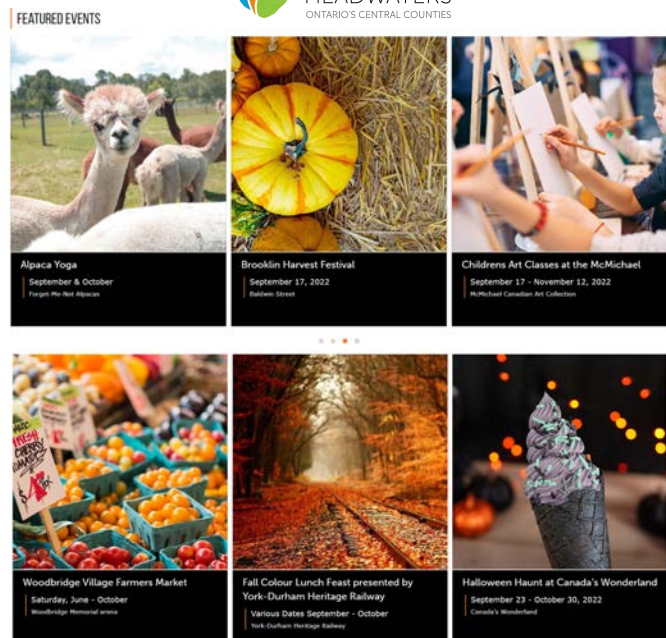 HEADWATERS
ONTARIO'S CENTRAL COUNTIES
FEATURED EVENTS
Alpaca Yoga
September & October
Forget-Me-Not Alpacas
Brooklin Harvest Festival
September 17, 2022
Baldwin Street
Childrens Art Classes at the McMichael
September 17 - November 12, 2022
McMichael Canadian Art Collection
FRESH
CHERRY
Woodbridge Village Farmers Market
Saturday, June - October
Woodbridge Memorial arena
Fall Colour Lunch Feast presented by
York-Durham Heritage Railway
Various Dates September - October
York-Durham Heritage Railway
Halloween Haunt at Canada's Wonderland
September 23 - October 30, 2022
Canada's Wonderland